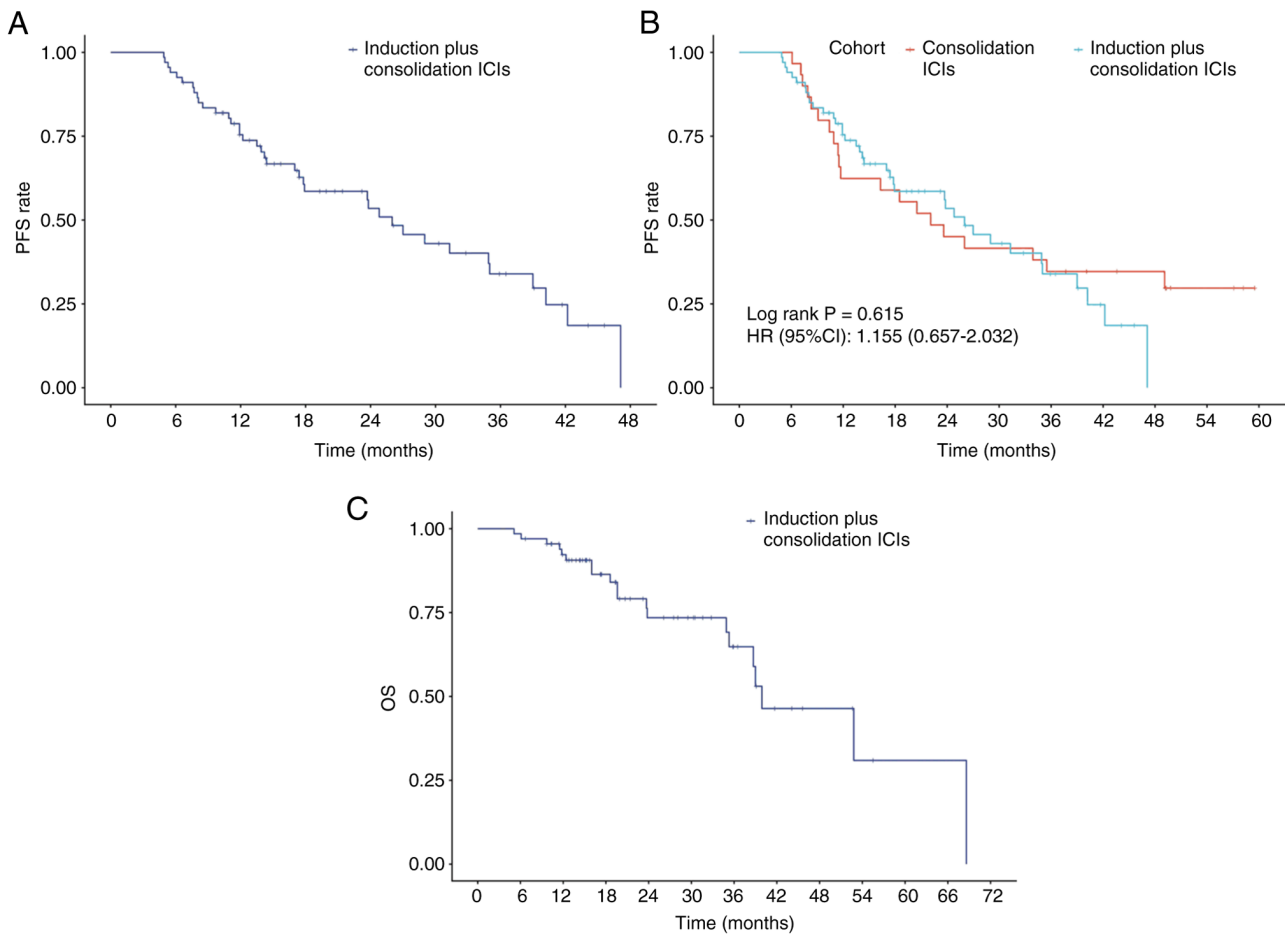 A
1.00
0.75
0.50
0.25
0.00
PFS rate
Induction plus
consolidation ICIs
0 6 12 18 24 30 36 42 48
Time (months)
B
1.00
0.75
0.50
0.25
0.00
PFS rate
Cohort
Consolidation
ICIs
Induction plus
consolidation ICIs
Log rank P = 0.615
HR (95%CI): 1.155 (0.657-2.032)
0 6 12 18 24 30 36 42 48 54 60
Time (months)
C
1.00
0.75
0.50
0.25
0.00
OS
Induction plus
consolidation ICIs
0 6 12 18 24 30 36 42 48 54 60 66 72
Time (months)